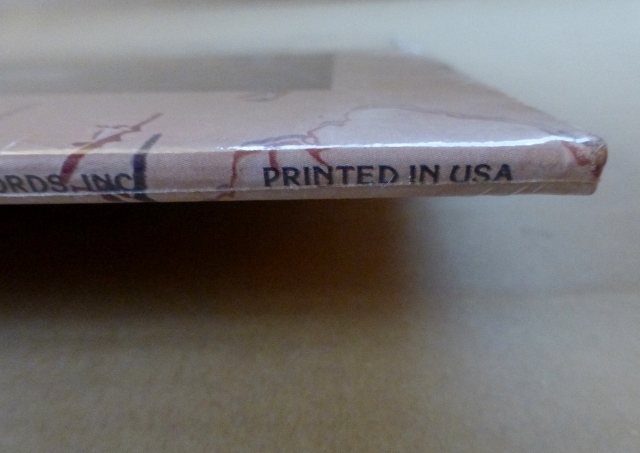 ORDS, INC. PRINTED IN USA